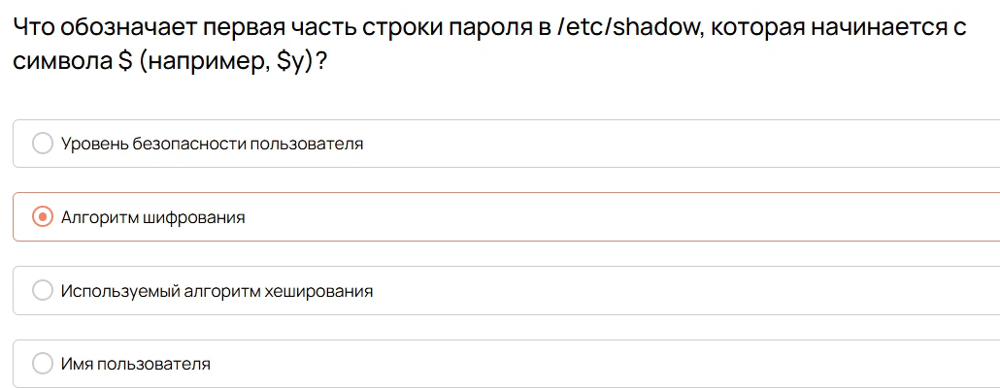 Что обозначает первая часть строки пароля в /etc/shadow, которая начинается с
символа $ (например, $y)?
Уровень безопасности пользователя
Алгоритм шифрования
Используемый алгоритм хеширования
Имя пользователя